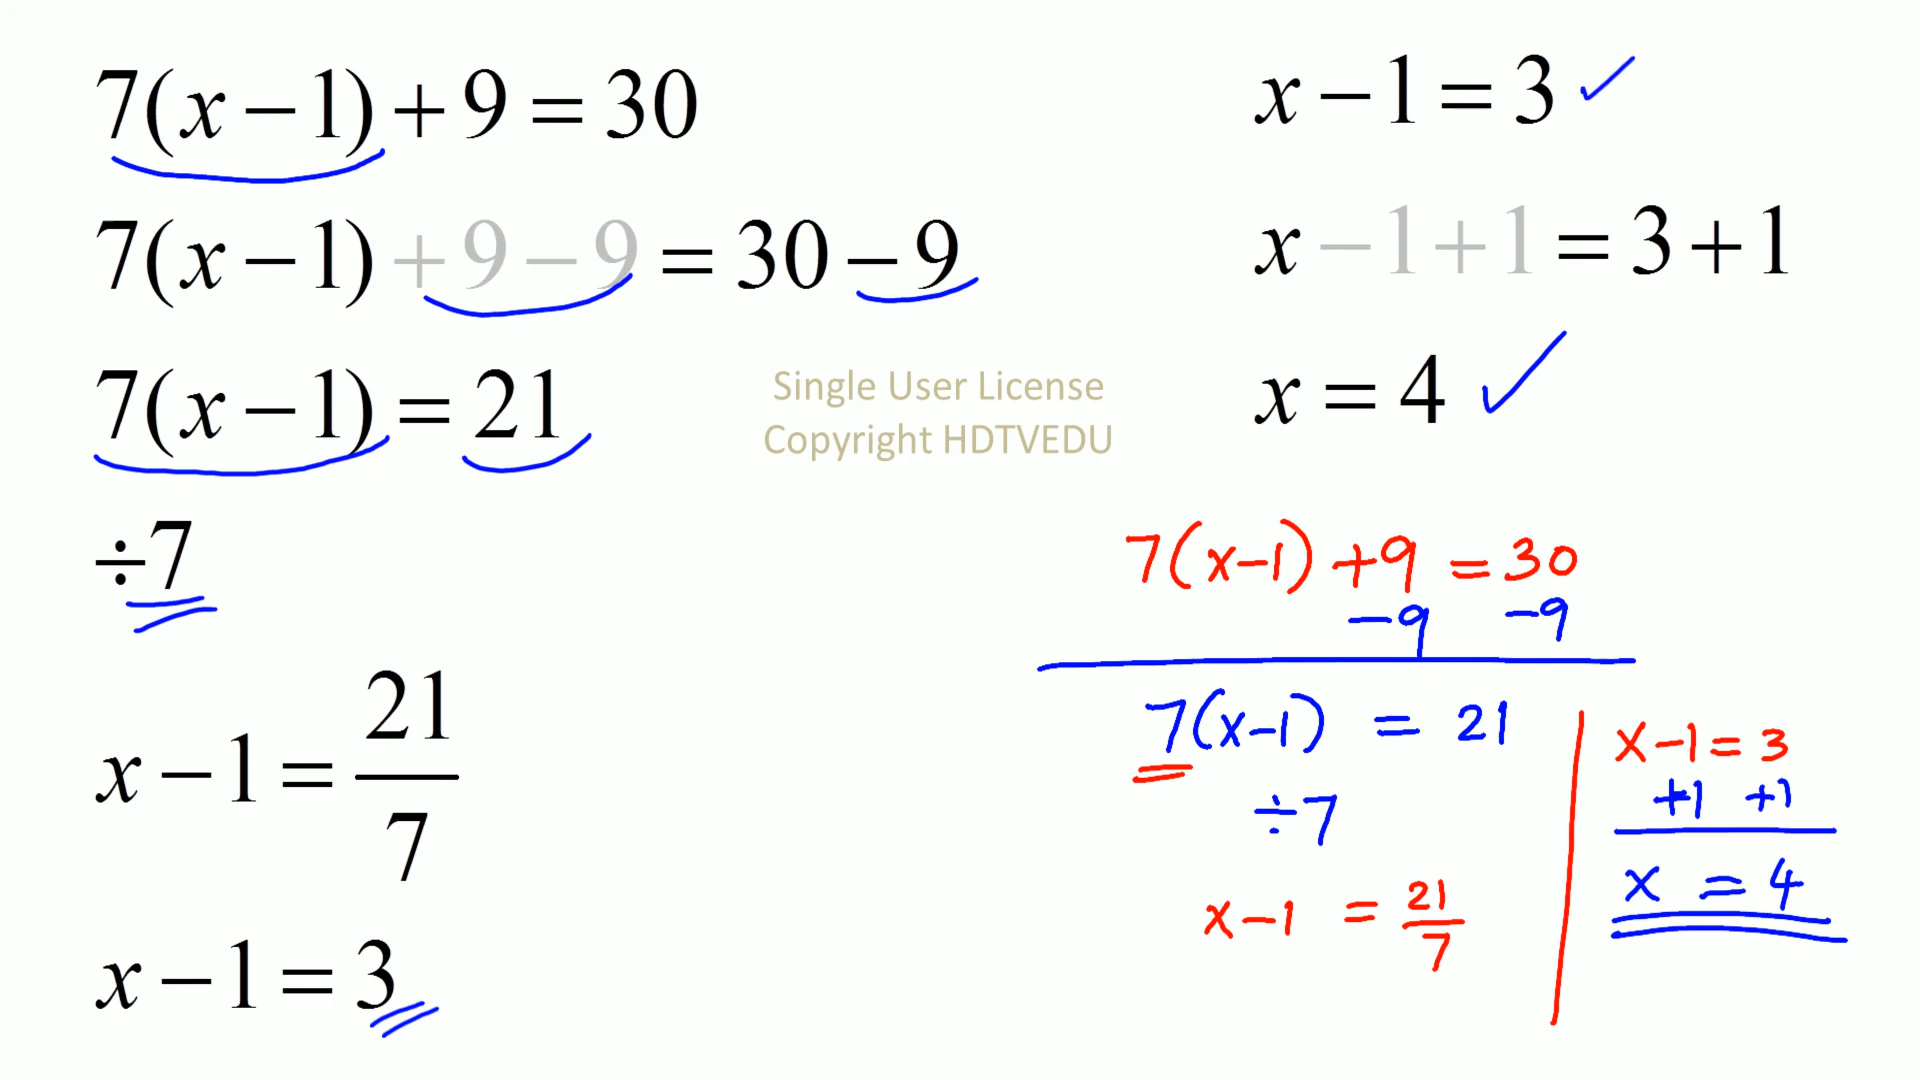 7(x−1)+9=30
7(x−1)+9−9=30−9
7(x−1)=21
÷7
x−1=21/7
x−1=3
x−1=3 ✓
x−1+1=3+1
x=4 ✓
Single User License
Copyright HDTVEDU
7(x−1)+9=30
−9 −9
7(x−1) = 21
÷7
x−1 = 21/7
x−1=3
+1 +1
x = 4